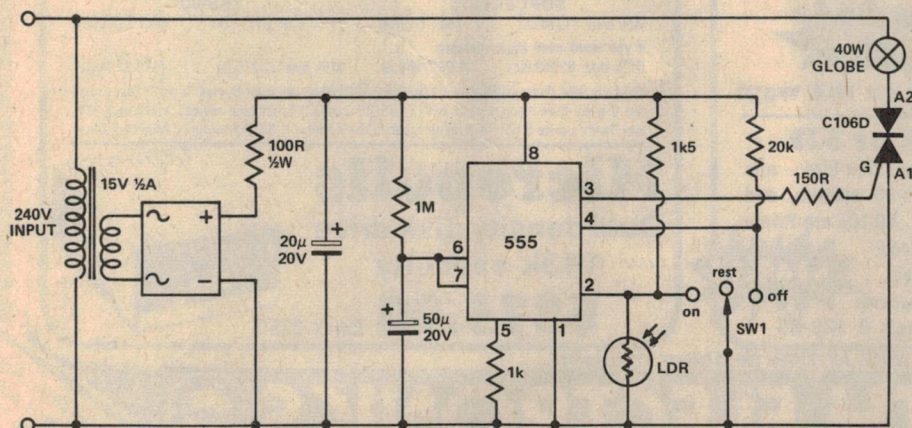 40W
GLOBE
A2
C106D
G
A1
150R
240V
INPUT
15V ½A
+
−
100R
½W
+
20µ
20V
1M
+
50µ
20V
8
6
7
555
3
4
2
5
1
1k
1k5
20k
LDR
on
rest
off
SW1